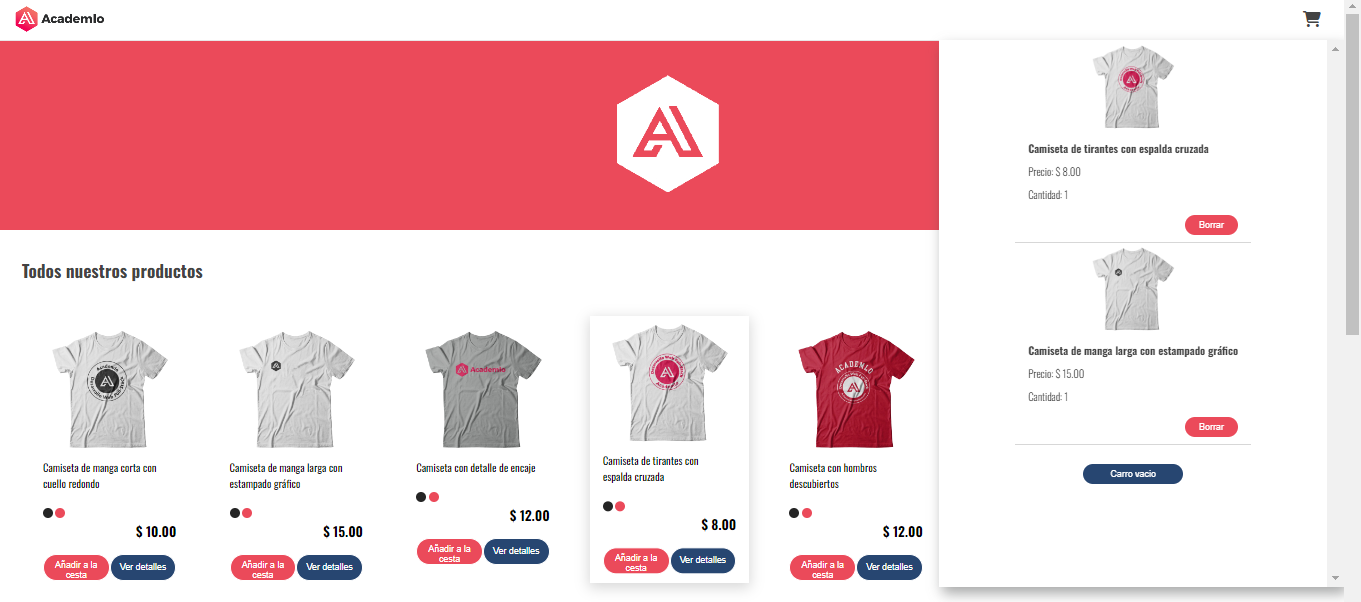 Academlo
Todos nuestros productos
Academlo
Camiseta de manga corta con
cuello redondo
$ 10.00
Añadir a la
cesta
Ver detalles
Camiseta de manga larga con
estampado gráfico
$ 15.00
Añadir a la
cesta
Ver detalles
Academlo
Camiseta con detalle de encaje
$ 12.00
Añadir a la
cesta
Ver detalles
Camiseta de tirantes con
espalda cruzada
$ 8.00
Añadir a la
cesta
Ver detalles
ACADEMLO
Camiseta con hombros
descubiertos
$ 12.00
Añadir a la
cesta
Ver detalles
Camiseta de tirantes con espalda cruzada
Precio: $ 8.00
Cantidad: 1
Borrar
Camiseta de manga larga con estampado gráfico
Precio: $ 15.00
Cantidad: 1
Borrar
Carro vacio